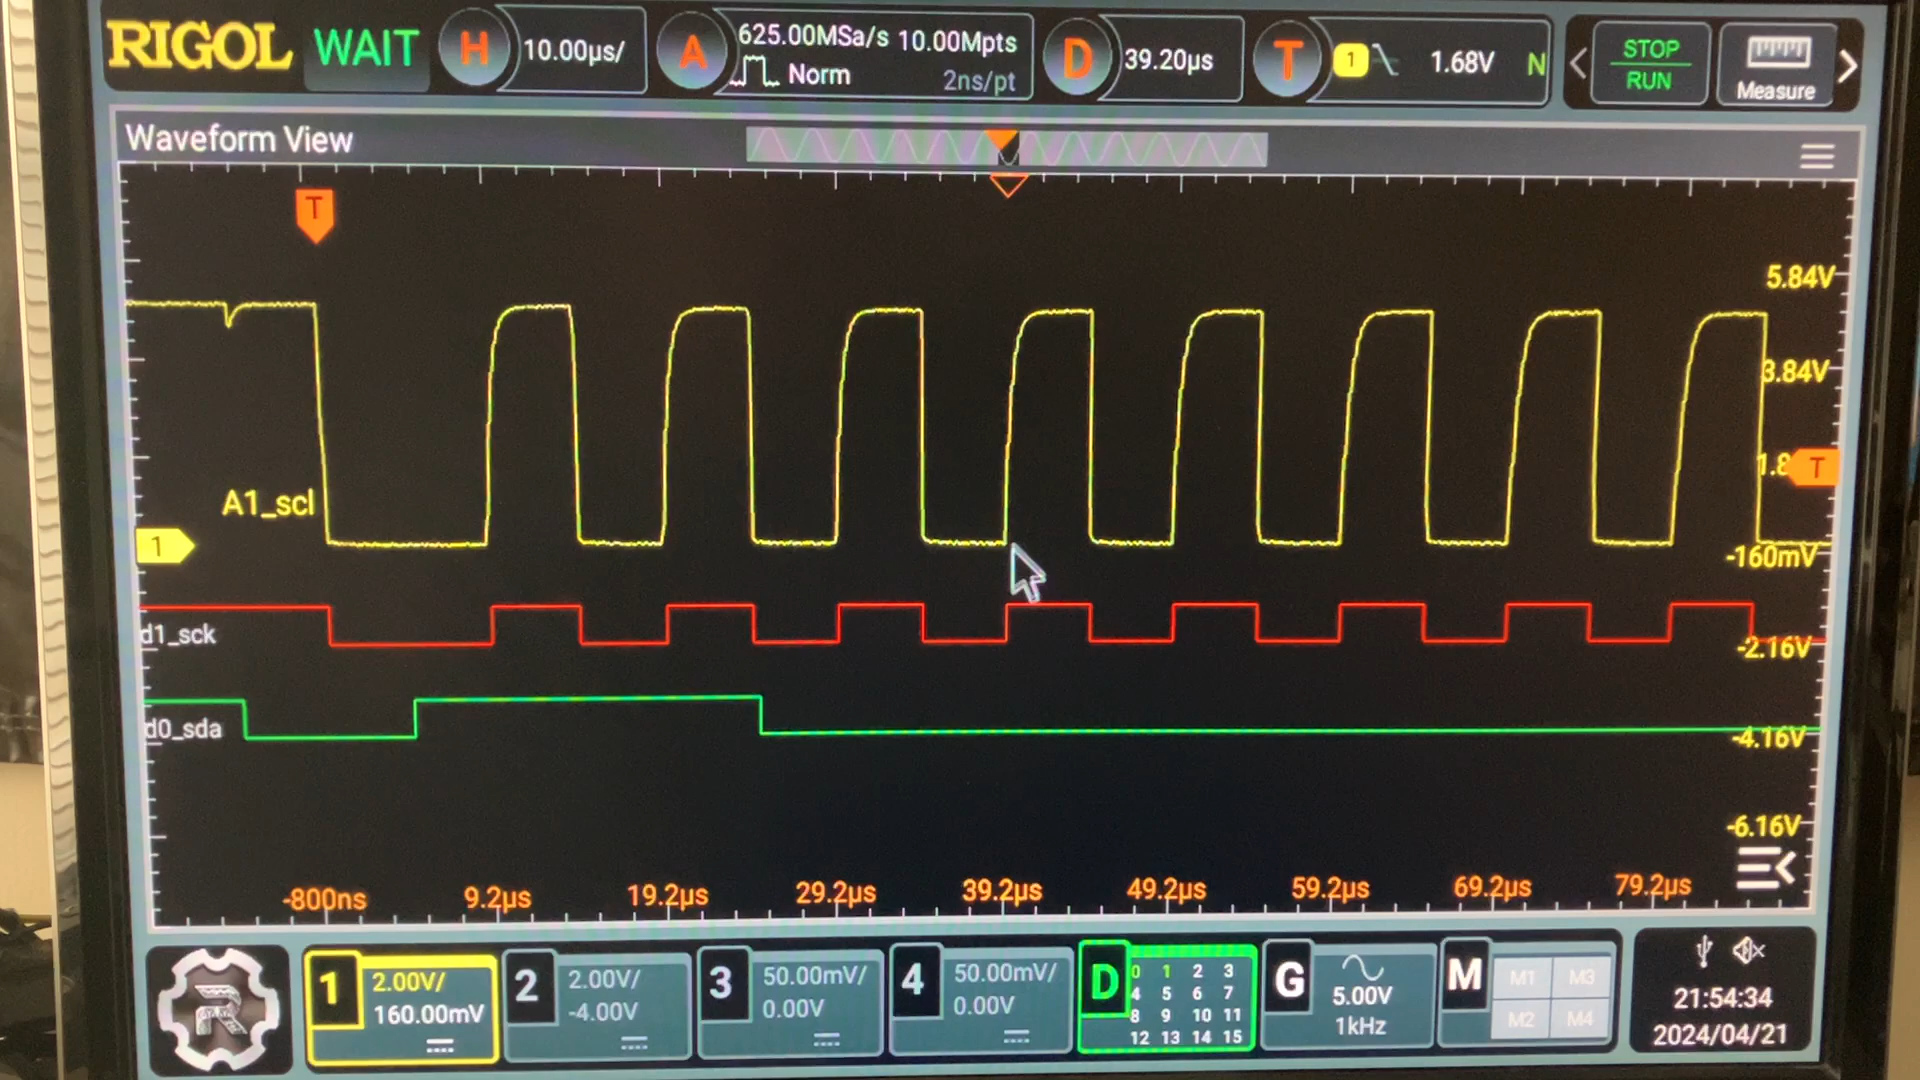 RIGOL WAIT H 10.00µs/ A 625.00MSa/s 10.00Mpts D 39.20µs T 1 1.68V N STOP
Norm 2ns/pt RUN Measure
Waveform View
T
5.84V
3.84V
1.8 T
A1_scl
1
-160mV
d1_sck
-2.16V
d0_sda
-4.16V
-6.16V
-800ns 9.2µs 19.2µs 29.2µs 39.2µs 49.2µs 59.2µs 69.2µs 79.2µs
R
1 2.00V/ 160.00mV
2 2.00V/ -4.00V
3 50.00mV/ 0.00V
4 50.00mV/ 0.00V
D 0 1 2 3
4 5 6 7
8 9 10 11
12 13 14 15
G 5.00V 1kHz
M M1 M3
M2 M4
21:54:34
2024/04/21